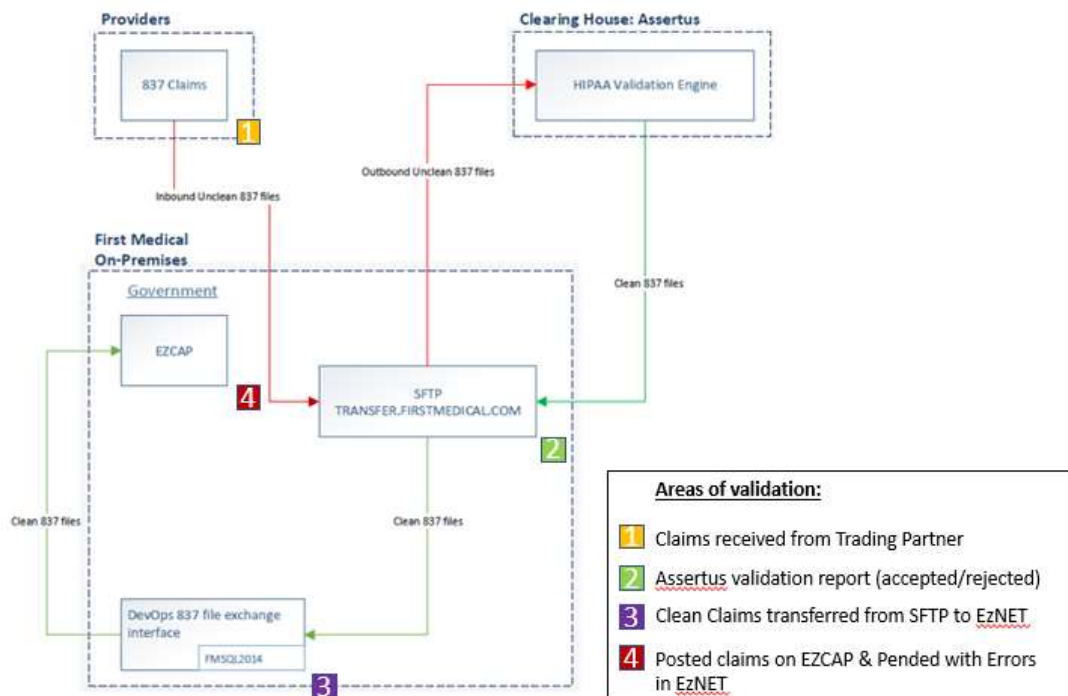 Providers
Clearing House: Assertus
837 Claims
HIPAA Validation Engine
1
Outbound Unclean 837 files
Inbound Unclean 837 files
First Medical
On-Premises
Government
Clean 837 files
EZCAP
4
SFTP
TRANSFER.FIRSTMEDICAL.COM
2
Clean 837 files
Clean 837 files
DevOps 837 file exchange
interface
FMSQL2014
3
Areas of validation:
1 Claims received from Trading Partner
2 Assertus validation report (accepted/rejected)
3 Clean Claims transferred from SFTP to EzNET
4 Posted claims on EZCAP & Pended with Errors
in EzNET